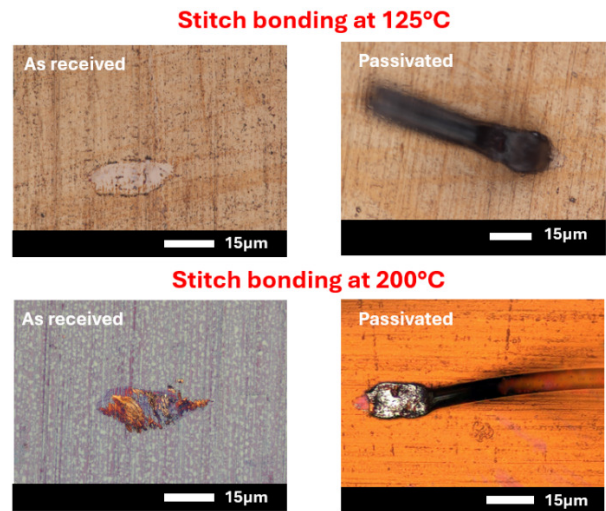 Stitch bonding at 125°C
As received
Passivated
15µm
15µm
Stitch bonding at 200°C
As received
Passivated
15µm
15µm